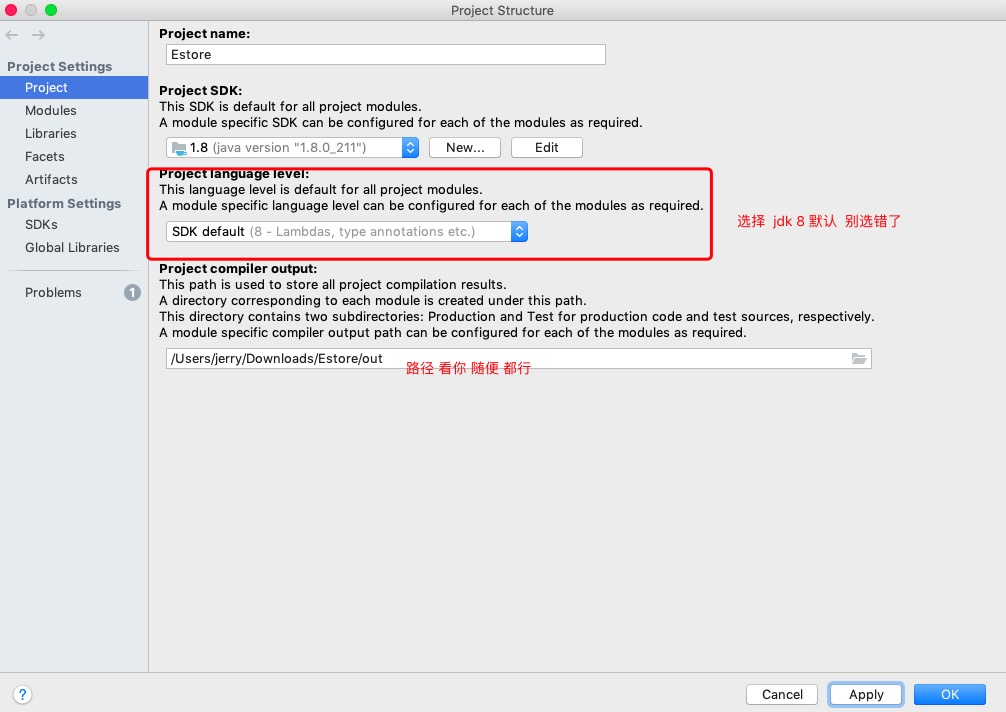 Project Structure
Project Settings
Project
Modules
Libraries
Facets
Artifacts
Platform Settings
SDKs
Global Libraries
Problems 1
Project name:
Estore
Project SDK:
This SDK is default for all project modules.
A module specific SDK can be configured for each of the modules as required.
1.8 (java version "1.8.0_211") New... Edit
Project language level:
This language level is default for all project modules.
A module specific language level can be configured for each of the modules as required.
SDK default (8 - Lambdas, type annotations etc.)
选择 jdk 8 默认 别选错了
Project compiler output:
This path is used to store all project compilation results.
A directory corresponding to each module is created under this path.
This directory contains two subdirectories: Production and Test for production code and test sources, respectively.
A module specific compiler output path can be configured for each of the modules as required.
/Users/jerry/Downloads/Estore/out
路径 看你 随便 都行
? Cancel Apply OK